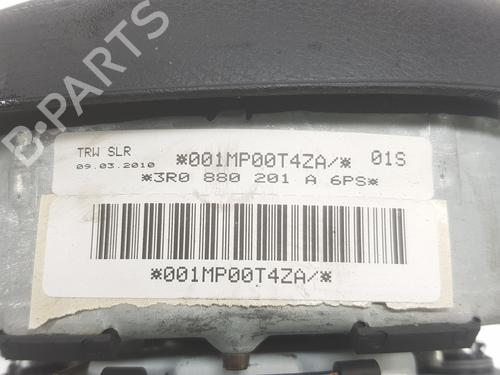 B-PARTS
TRW SLR *001MP00T4ZA/* 01S
09.03.2010
*3R0 880 201 A 6PS*
*001MP00T4ZA/*